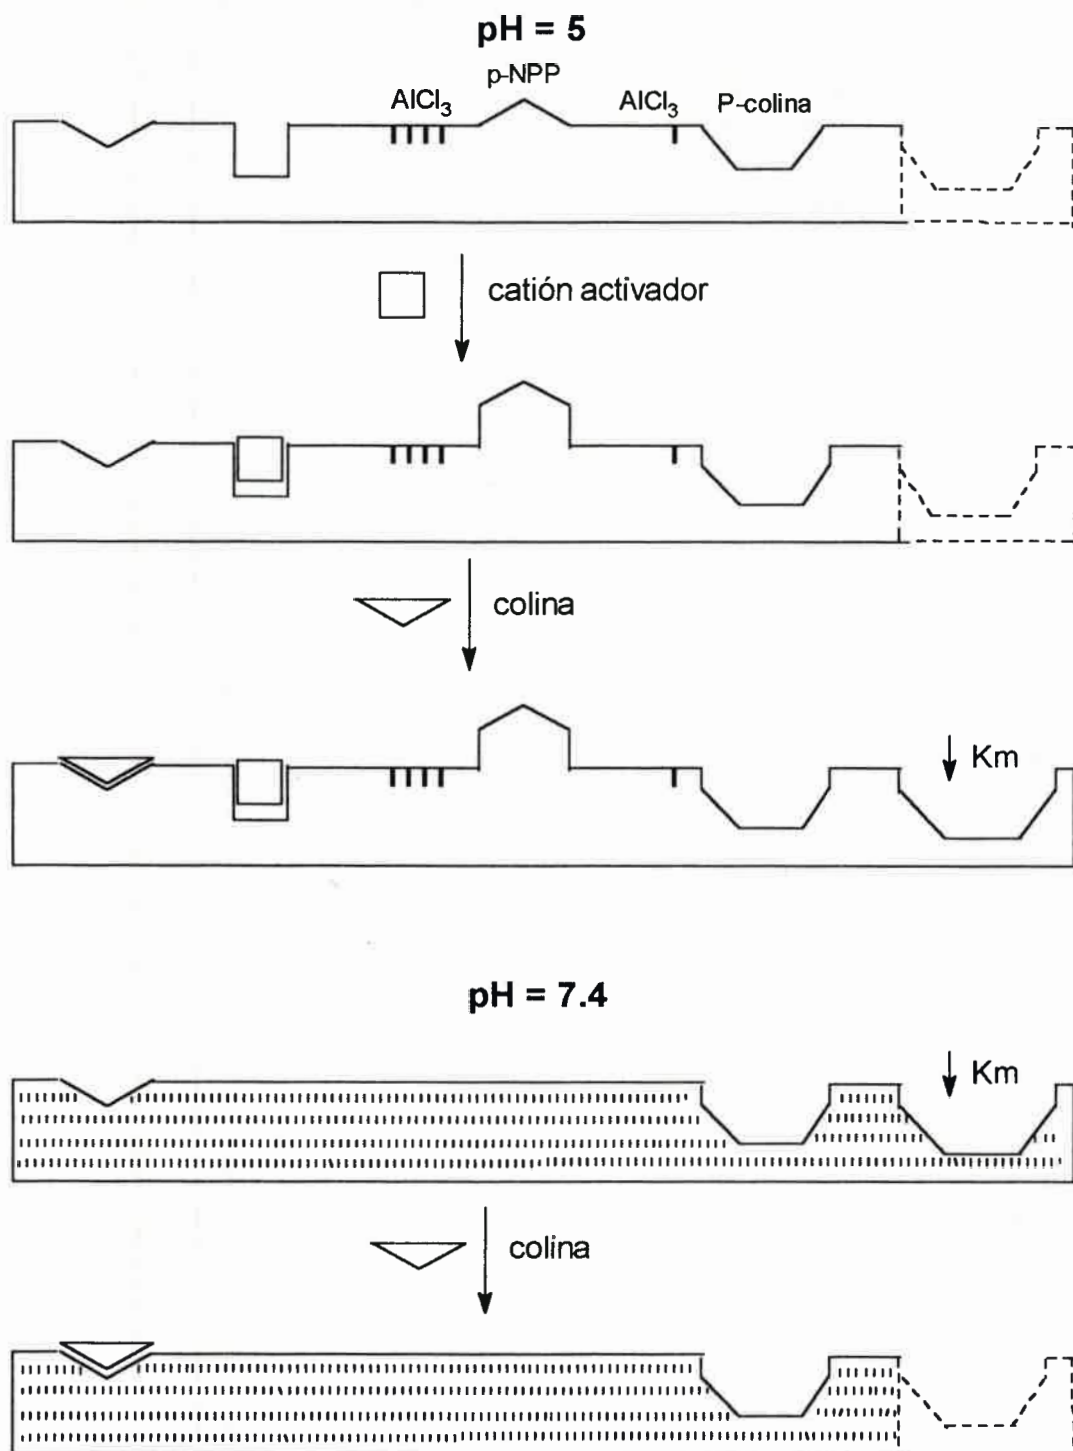 pH = 5
p-NPP
AlCl3 AlCl3 P-colina
catión activador
colina
Km
pH = 7.4
Km
colina